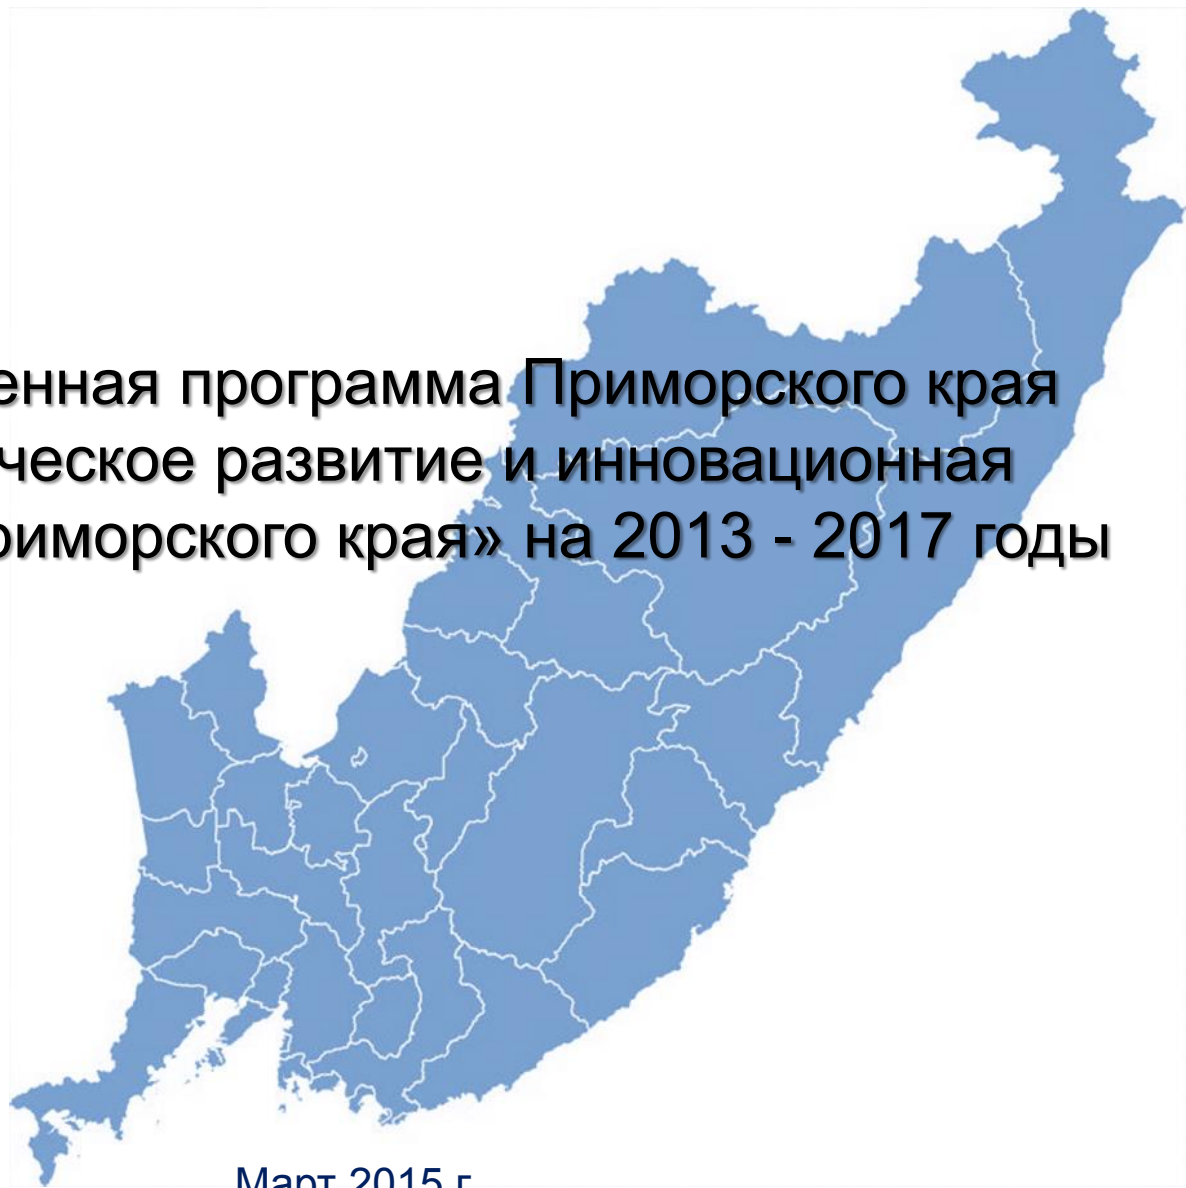 енная программа Приморского края
ческое развитие и инновационная
риморского края» на 2013 - 2017 годы
Март 2015 г